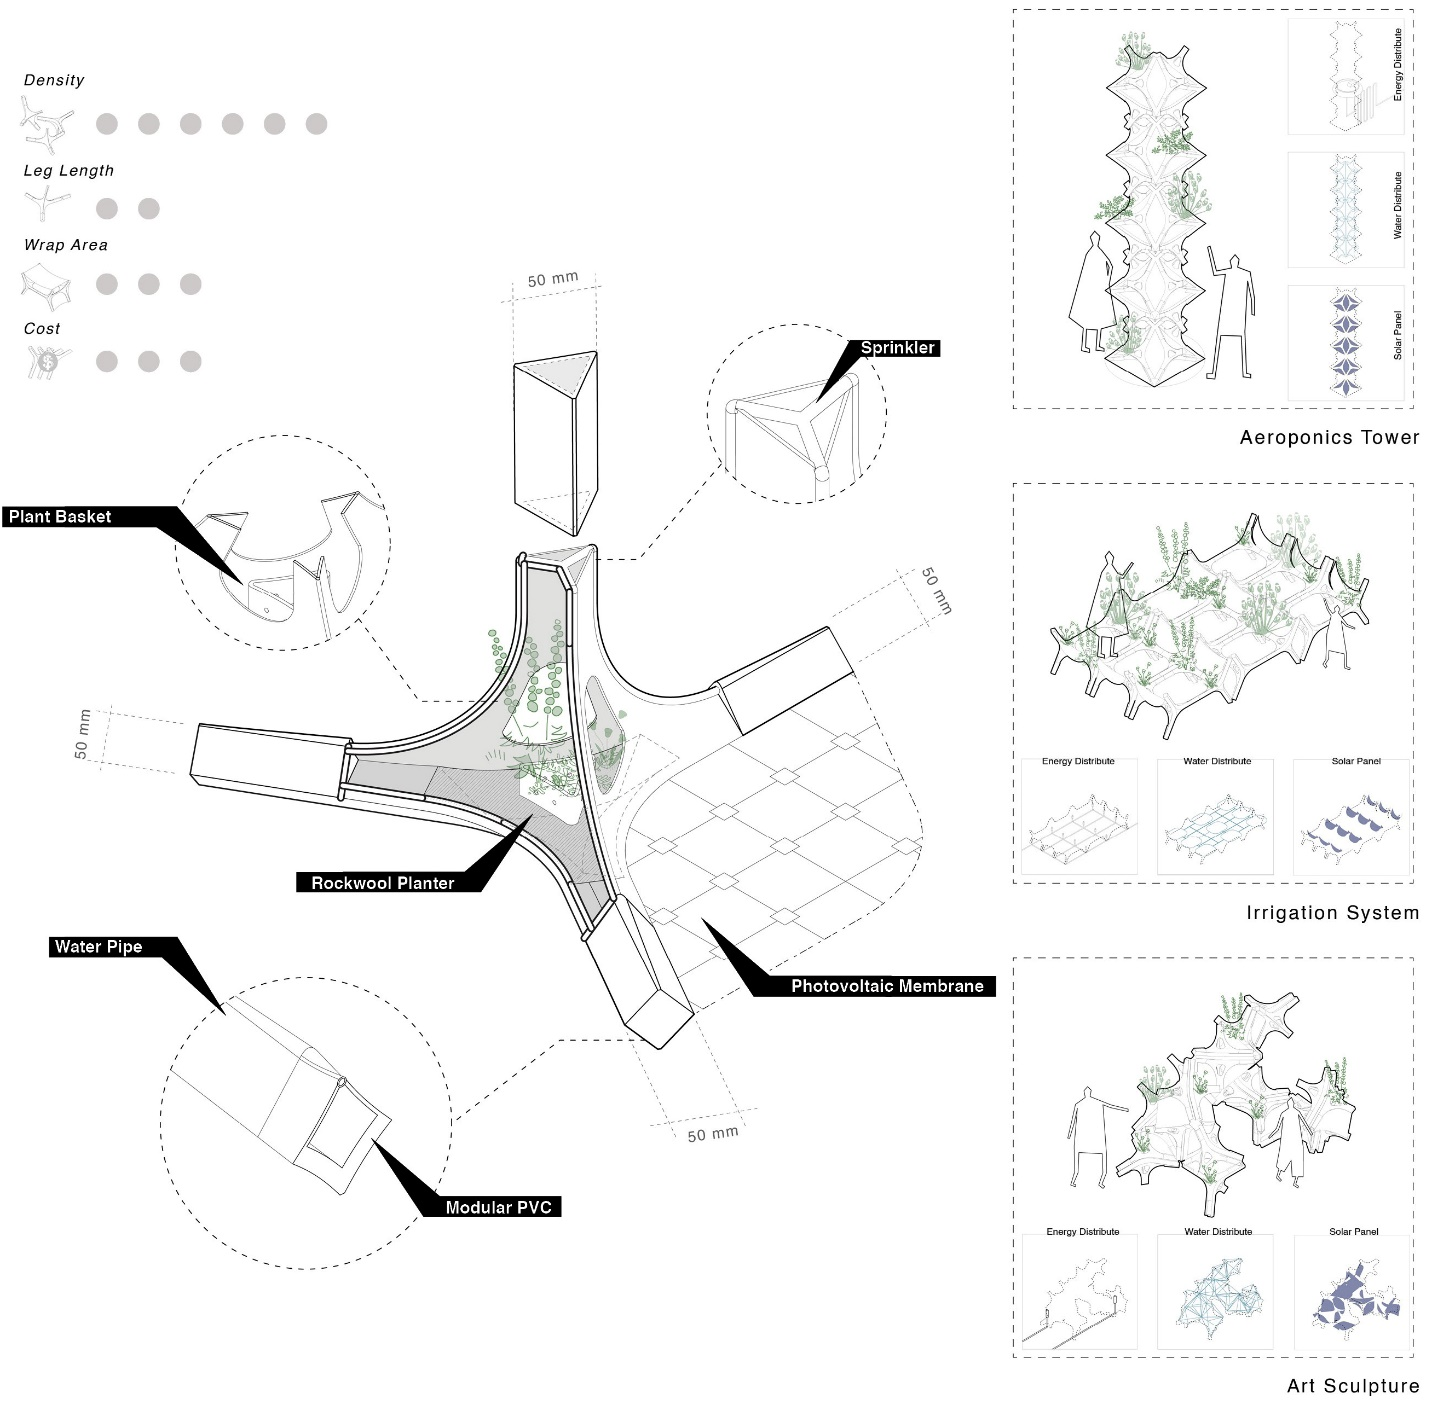 Density
Leg Length
Wrap Area
Cost
$
50 mm
Sprinkler
Plant Basket
50 mm
50 mm
Rockwool Planter
Water Pipe
Photovoltaic Membrane
50 mm
Modular PVC
Energy Distribute
Water Distribute
Solar Panel
Aeroponics Tower
Energy Distribute
Water Distribute
Solar Panel
Irrigation System
Energy Distribute
Water Distribute
Solar Panel
Art Sculpture